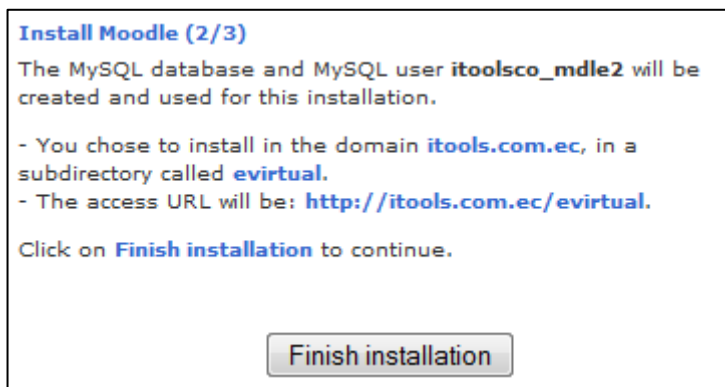 Install Moodle (2/3)
The MySQL database and MySQL user itoolsco_mdle2 will be
created and used for this installation.
- You chose to install in the domain itools.com.ec, in a
subdirectory called evirtual.
- The access URL will be: http://itools.com.ec/evirtual.
Click on Finish installation to continue.
Finish installation